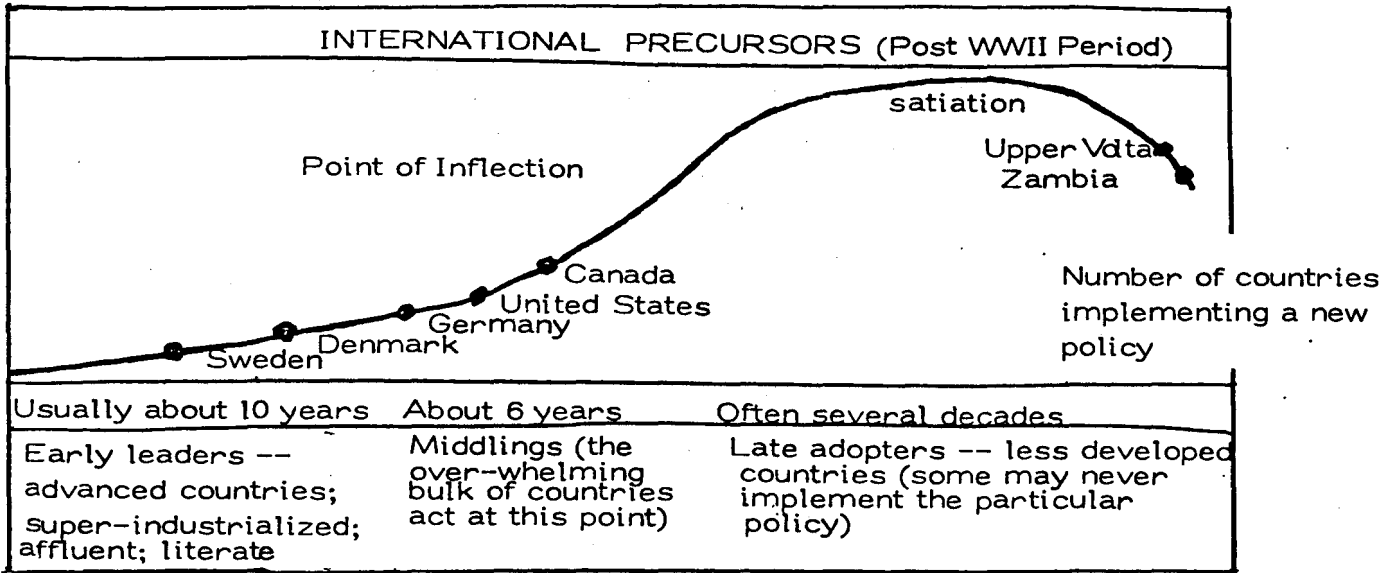 INTERNATIONAL PRECURSORS (Post WWII Period)
satiation
Upper Vdta
Zambia
Point of Inflection
Canada
United States
Germany
Denmark
Sweden
Number of countries
implementing a new
policy
Usually about 10 years
About 6 years
Often several decades
Early leaders --
advanced countries;
super-industrialized;
affluent; literate
Middlings (the
over-whelming
bulk of countries
act at this point)
Late adopters -- less developed
countries (some may never
implement the particular
policy)